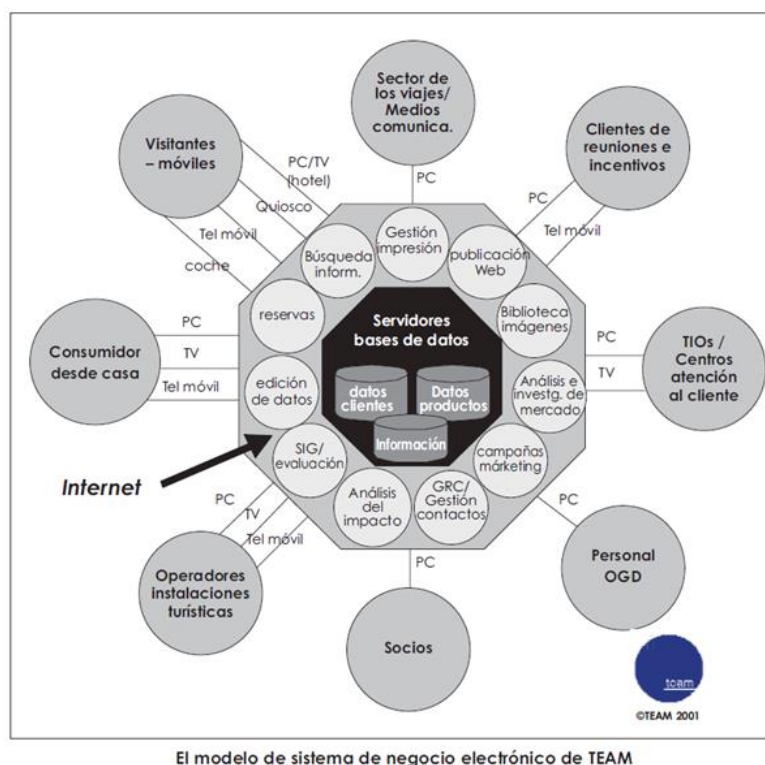 Sector de
los viajes/
Medios
comunica.
Visitantes
– móviles
Clientes de
reuniones e
incentivos
PC/TV
(hotel)
Quiosco
Tel móvil
coche
PC
PC
Tel móvil
Gestión
impresión
Búsqueda
inform.
publicación
Web
reservas
Biblioteca
imágenes
Servidores
bases de datos
datos
clientes
Datos
productos
Información
Consumidor
desde casa
PC
TV
Tel móvil
PC
TV
TIOs /
Centros
atención
al cliente
edición
de datos
Análisis e
investg. de
mercado
SIG/
evaluación
campañas
márketing
Análisis
del
impacto
GRC/
Gestión
contactos
Internet
PC
TV
Tel móvil
PC
PC
Operadores
instalaciones
turísticas
Socios
Personal
OGD
team
©TEAM 2001
El modelo de sistema de negocio electrónico de TEAM